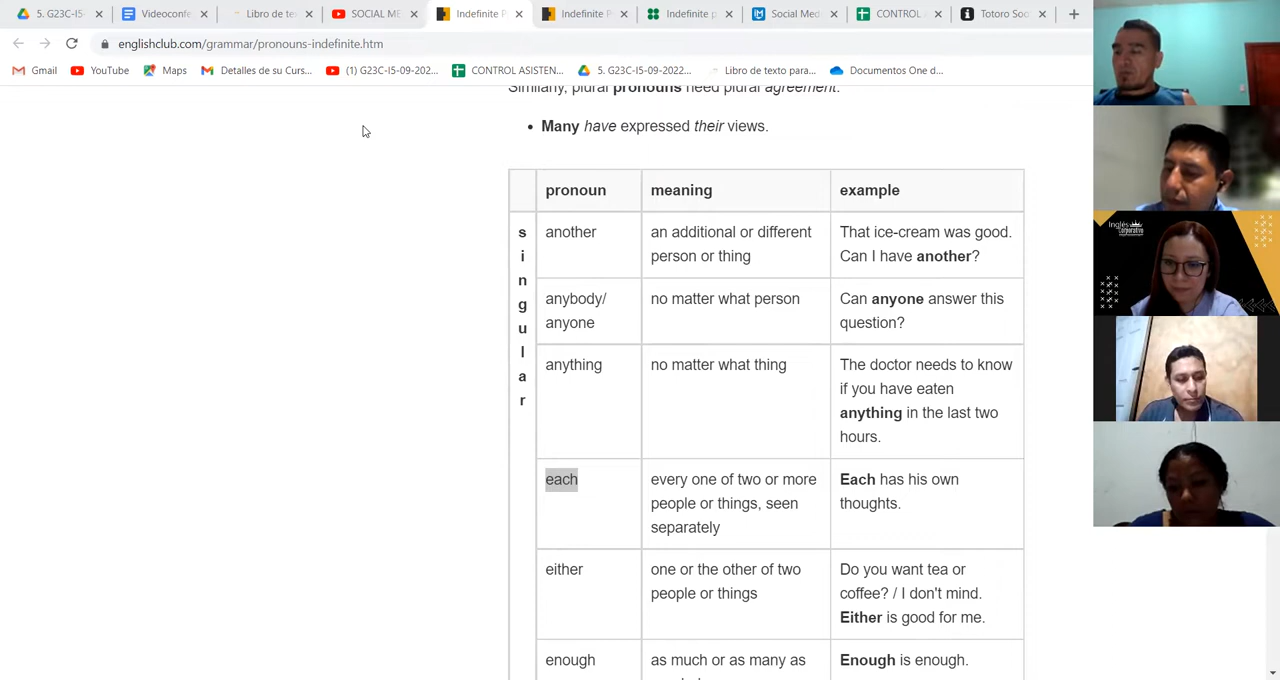 5. G23C-I5-
Videoconfe
Libro de te
SOCIAL ME
Indefinite P
Indefinite P
Indefinite p
Social Med
CONTROL
Totoro Soo
englishclub.com/grammar/pronouns-indefinite.htm
Gmail
YouTube
Maps
Detalles de su Curs...
(1) G23C-I5-09-202...
CONTROL ASISTEN...
5. G23C-I5-09-2022...
Libro de texto para...
Documentos One d...
Similarly, plural pronouns need plural agreement.
• Many have expressed their views.
pronoun
meaning
example
singular
another
an additional or different
person or thing
That ice-cream was good.
Can I have another?
anybody/
anyone
no matter what person
Can anyone answer this
question?
anything
no matter what thing
The doctor needs to know
if you have eaten
anything in the last two
hours.
each
every one of two or more
people or things, seen
separately
Each has his own
thoughts.
either
one or the other of two
people or things
Do you want tea or
coffee? / I don't mind.
Either is good for me.
enough
as much or as many as
Enough is enough.
Inglés
Corporativo